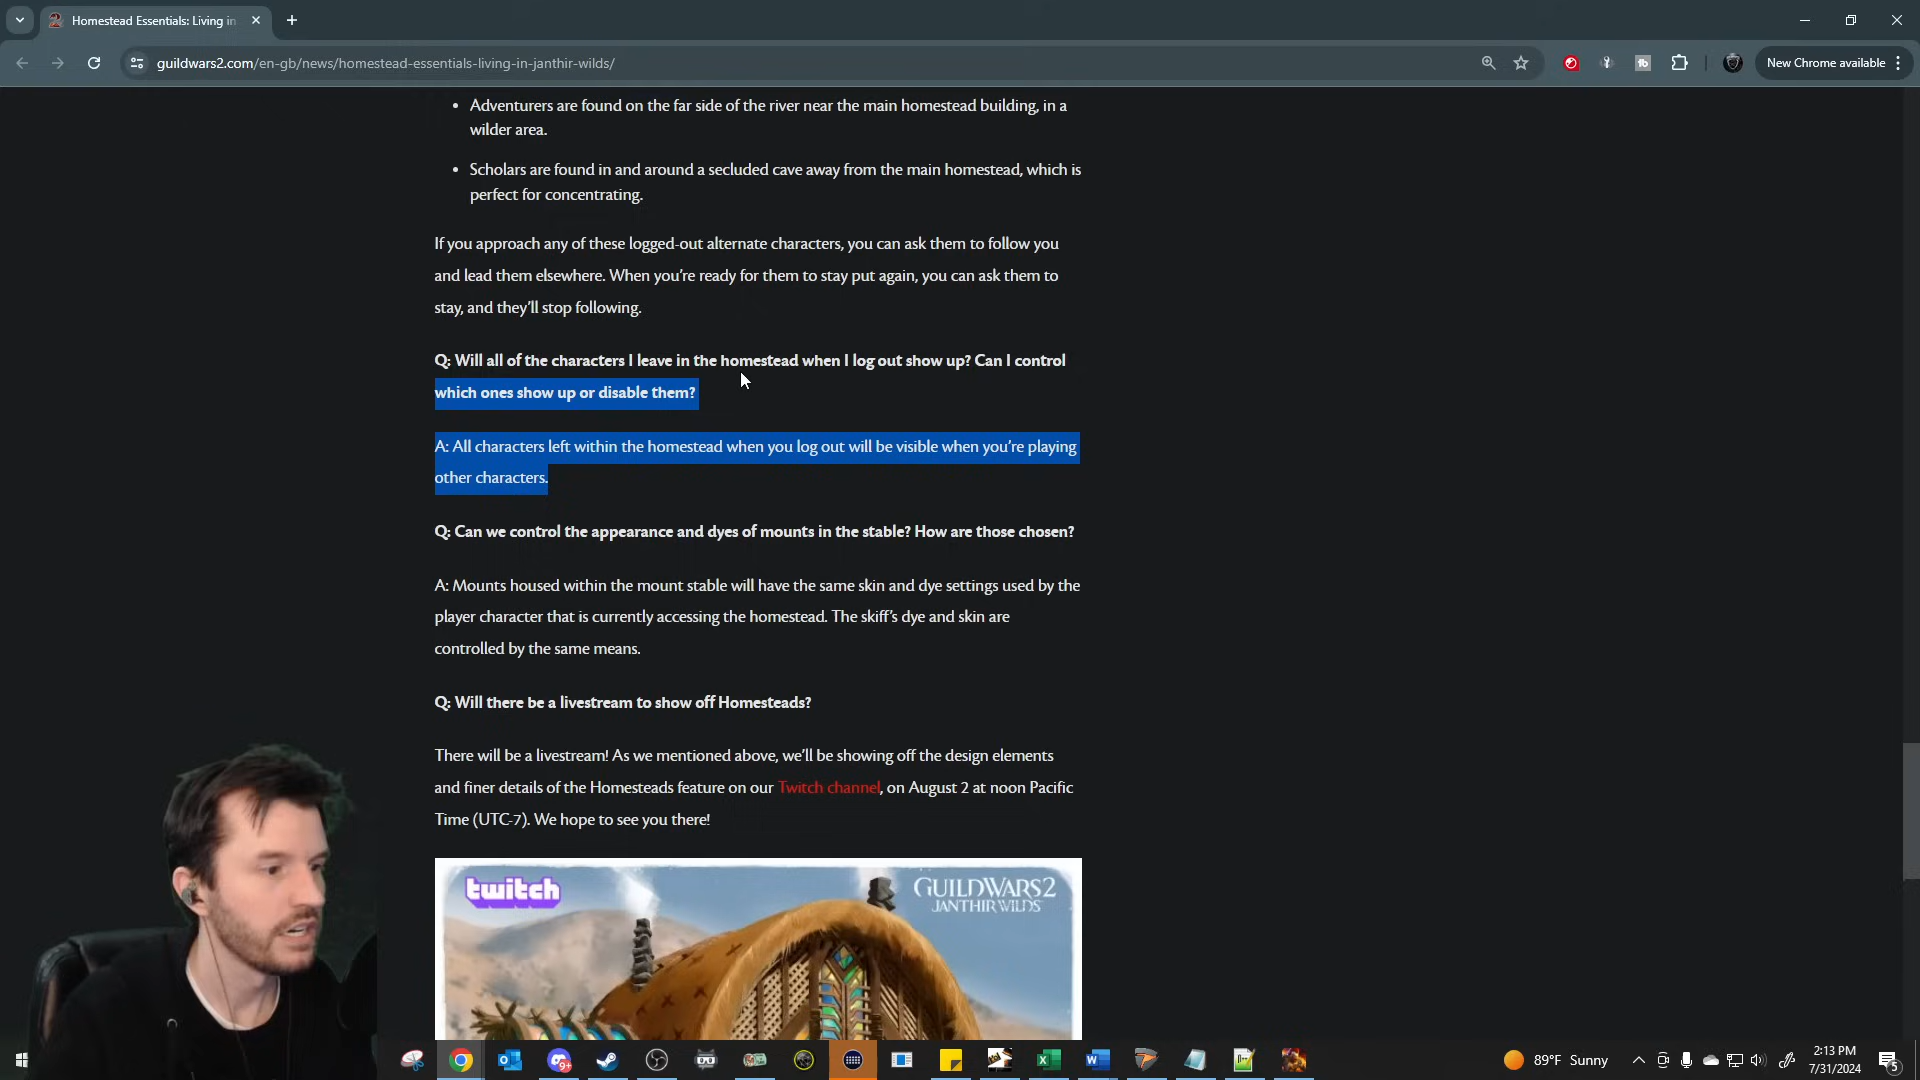 Homestead Essentials: Living in
guildwars2.com/en-gb/news/homestead-essentials-living-in-janthir-wilds/
New Chrome available
• Adventurers are found on the far side of the river near the main homestead building, in a
wilder area.
• Scholars are found in and around a secluded cave away from the main homestead, which is
perfect for concentrating.
If you approach any of these logged-out alternate characters, you can ask them to follow you
and lead them elsewhere. When you’re ready for them to stay put again, you can ask them to
stay, and they’ll stop following.
Q: Will all of the characters I leave in the homestead when I log out show up? Can I control
which ones show up or disable them?
A: All characters left within the homestead when you log out will be visible when you’re playing
other characters.
Q: Can we control the appearance and dyes of mounts in the stable? How are those chosen?
A: Mounts housed within the mount stable will have the same skin and dye settings used by the
player character that is currently accessing the homestead. The skiff’s dye and skin are
controlled by the same means.
Q: Will there be a livestream to show off Homesteads?
There will be a livestream! As we mentioned above, we’ll be showing off the design elements
and finer details of the Homesteads feature on our Twitch channel, on August 2 at noon Pacific
Time (UTC-7). We hope to see you there!
twitch
GUILD WARS 2
JANTHIR WILDS
89°F Sunny
2:13 PM
7/31/2024